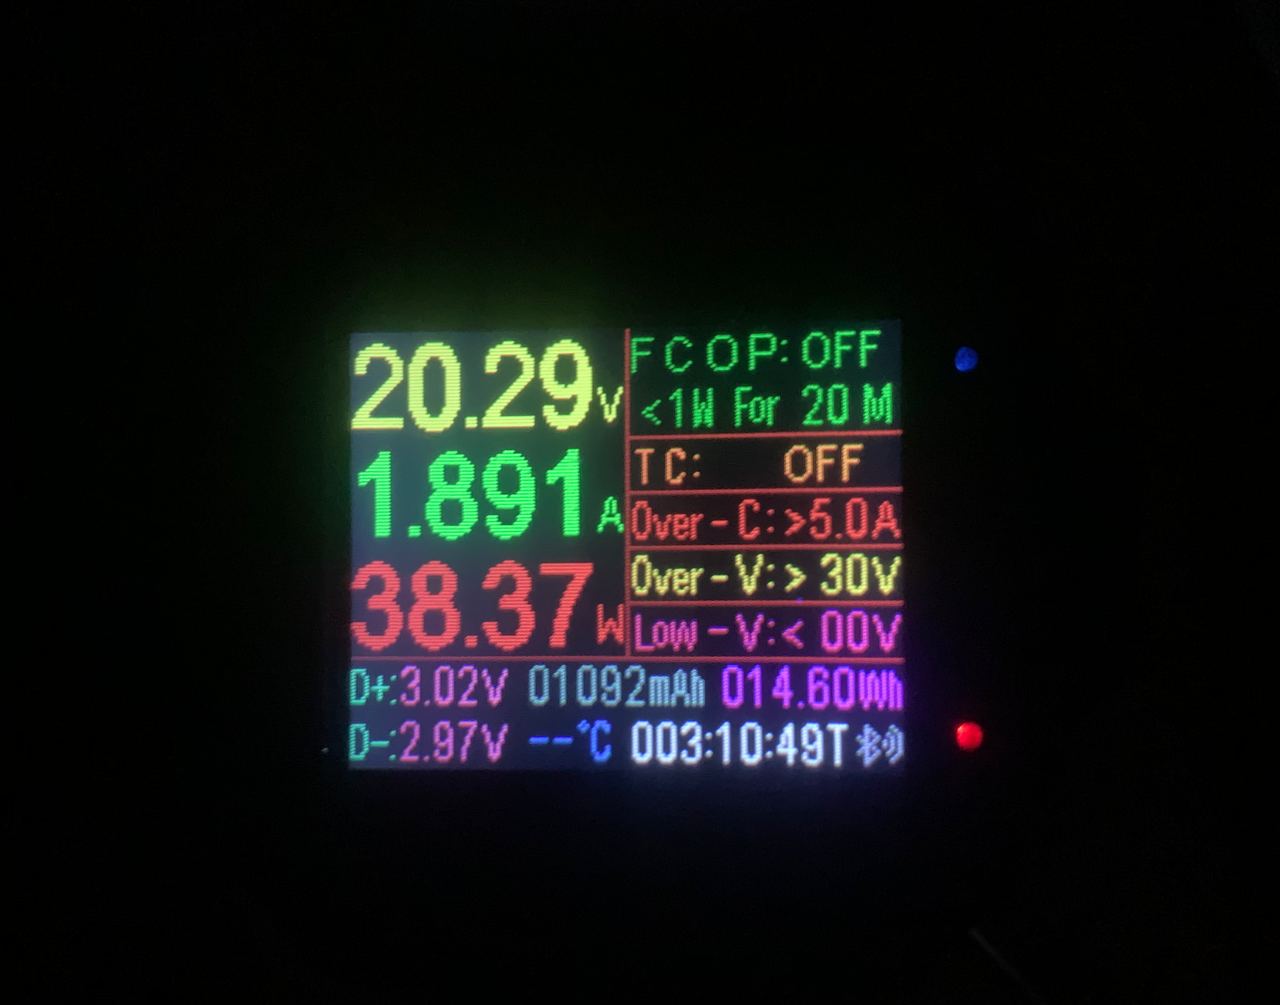 20.29V
1.891A
38.37W
FCOP: OFF
<1W For 20 M
TC: OFF
Over-C:>5.0A
Over-V:> 30V
Low-V:< 00V
D+:3.02V 01092mAh 014.60Wh
D-:2.97V --°C 003:10:49T